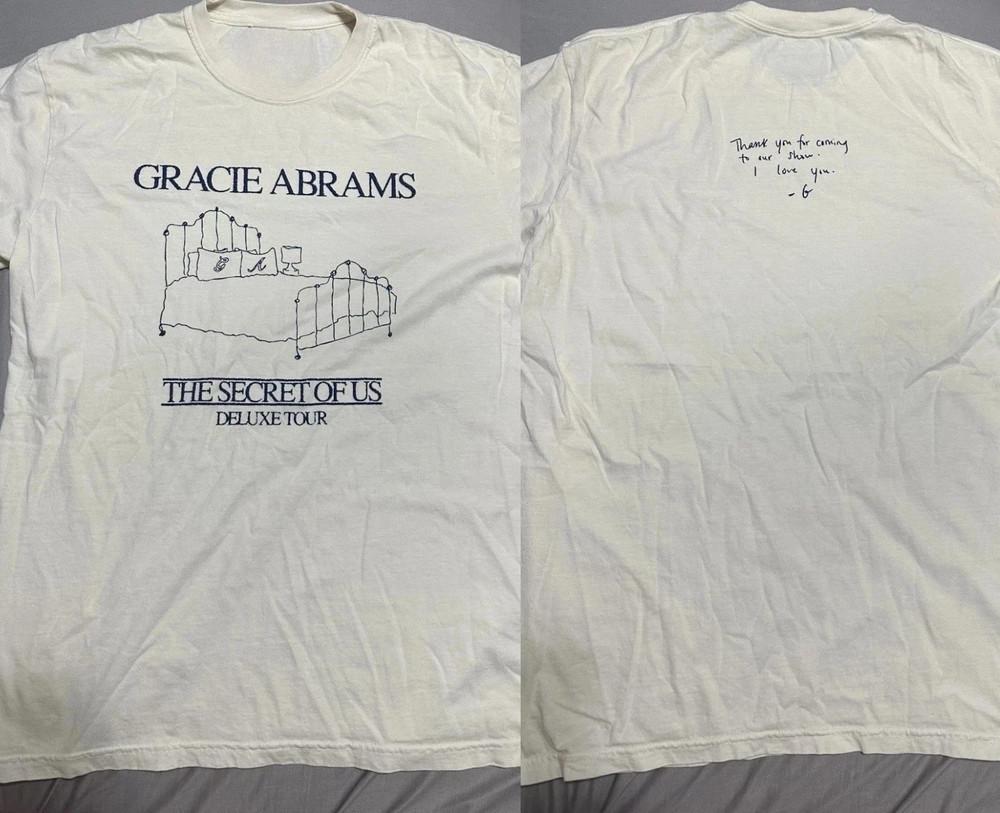 GRACIE ABRAMS
G A
THE SECRET OF US
DELUXE TOUR
Thank you for coming
to our show.
I love you.
- G